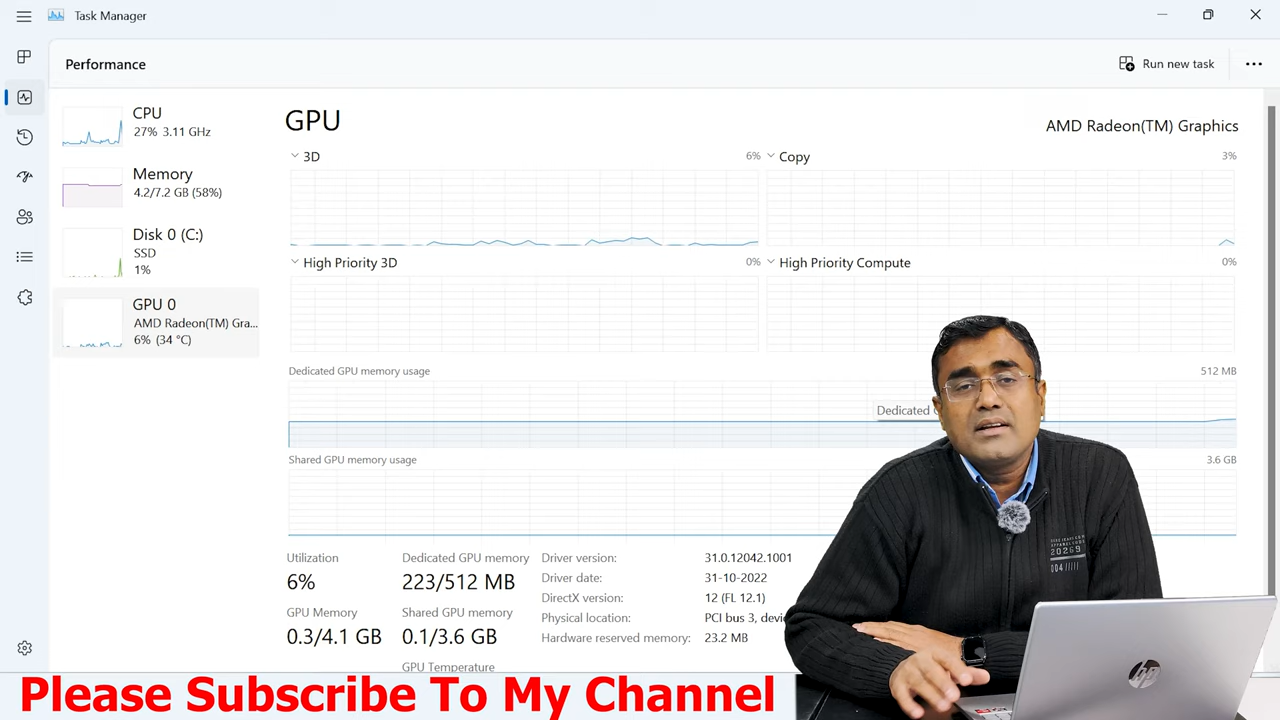 Task Manager
Performance
Run new task
CPU
27% 3.11 GHz
Memory
4.2/7.2 GB (58%)
Disk 0 (C:)
SSD
1%
GPU 0
AMD Radeon(TM) Gra...
6% (34 °C)
GPU
AMD Radeon(TM) Graphics
3D 6%
Copy 3%
High Priority 3D 0%
High Priority Compute 0%
Dedicated GPU memory usage 512 MB
Dedicated
Shared GPU memory usage 3.6 GB
Utilization
6%
Dedicated GPU memory
223/512 MB
GPU Memory
0.3/4.1 GB
Shared GPU memory
0.1/3.6 GB
GPU Temperature
Driver version: 31.0.12042.1001
Driver date: 31-10-2022
DirectX version: 12 (FL 12.1)
Physical location: PCI bus 3,
Hardware reserved memory: 23.2 MB
004 /////
hp
Please Subscribe To My Channel